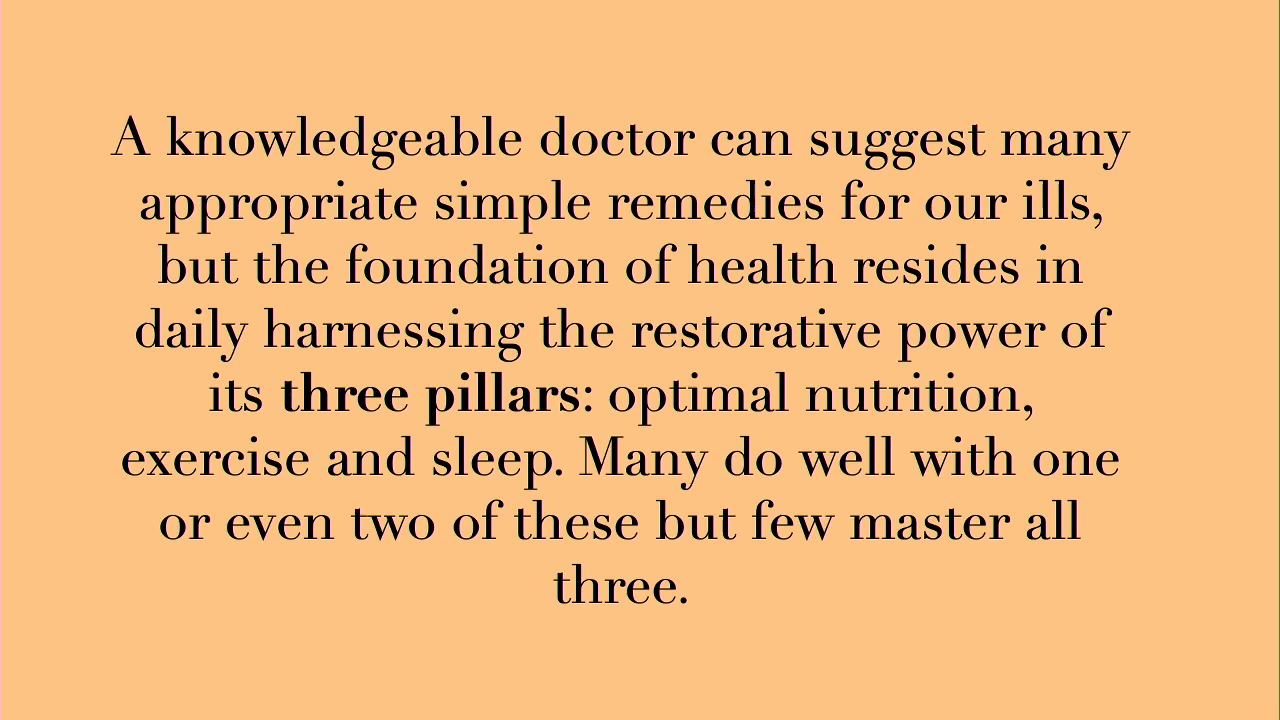 A knowledgeable doctor can suggest many
appropriate simple remedies for our ills,
but the foundation of health resides in
daily harnessing the restorative power of
its three pillars: optimal nutrition,
exercise and sleep. Many do well with one
or even two of these but few master all
three.